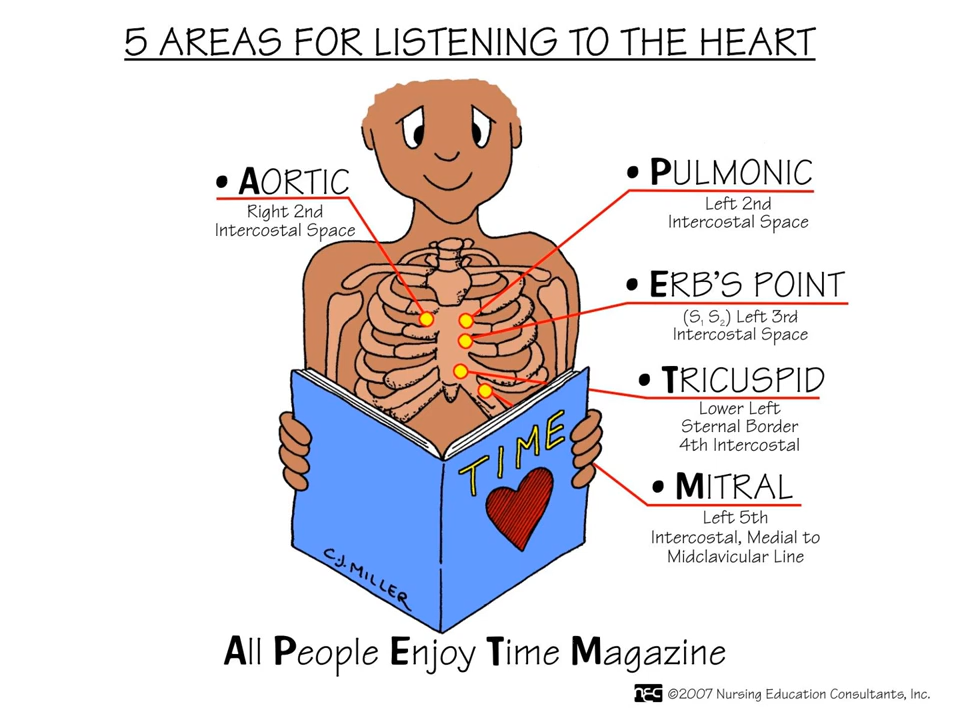 5 AREAS FOR LISTENING TO THE HEART
• AORTIC
Right 2nd
Intercostal Space
• PULMONIC
Left 2nd
Intercostal Space
• ERB'S POINT
(S₁ S₂) Left 3rd
Intercostal Space
• TRICUSPID
Lower Left
Sternal Border
4th Intercostal
• MITRAL
Left 5th
Intercostal, Medial to
Midclavicular Line
TIME
C.J. MILLER
All People Enjoy Time Magazine
nec ©2007 Nursing Education Consultants, Inc.